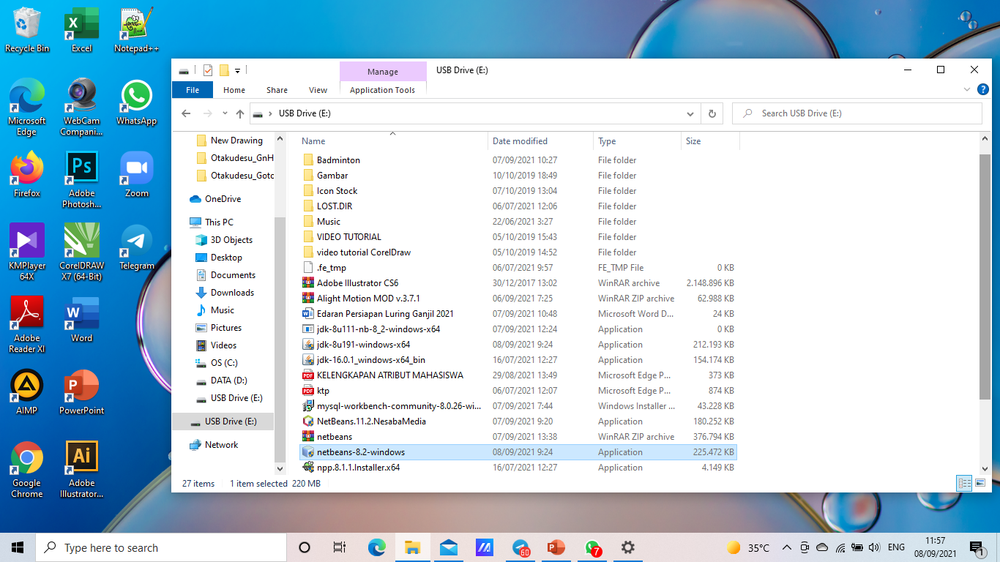 Recycle Bin
Excel
Notepad++
Microsoft Edge
WebCam Compani...
WhatsApp
Firefox
Adobe Photosh...
Zoom
KMPlayer 64X
CorelDRAW X7 (64-Bit)
Telegram
Adobe Reader XI
Word
AIMP
PowerPoint
Google Chrome
Adobe Illustrator...
Manage
USB Drive (E:)
File Home Share View Application Tools
USB Drive (E:)
Search USB Drive (E:)
New Drawing
Otakudesu_GnH
Otakudesu_Goto
OneDrive
This PC
3D Objects
Desktop
Documents
Downloads
Music
Pictures
Videos
OS (C:)
DATA (D:)
USB Drive (E:)
USB Drive (E:)
Network
Name Date modified Type Size
Badminton 07/09/2021 10:27 File folder
Gambar 10/10/2019 18:49 File folder
Icon Stock 07/10/2019 13:04 File folder
LOST.DIR 06/07/2021 12:06 File folder
Music 22/06/2021 3:27 File folder
VIDEO TUTORIAL 05/10/2019 15:43 File folder
video tutorial CorelDraw 05/10/2019 14:52 File folder
.fe_tmp 06/07/2021 9:57 FE_TMP File 0 KB
Adobe Illustrator CS6 30/12/2017 13:02 WinRAR archive 2.148.896 KB
Alight Motion MOD v.3.7.1 06/09/2021 7:25 WinRAR ZIP archive 62.988 KB
Edaran Persiapan Luring Ganjil 2021 07/09/2021 10:48 Microsoft Word D... 24 KB
jdk-8u111-nb-8_2-windows-x64 07/09/2021 12:24 Application 0 KB
jdk-8u191-windows-x64 08/09/2021 9:24 Application 212.193 KB
jdk-16.0.1_windows-x64_bin 16/07/2021 12:27 Application 154.174 KB
KELENGKAPAN ATRIBUT MAHASISWA 29/08/2021 13:49 Microsoft Edge P... 373 KB
ktp 06/07/2021 12:07 Microsoft Edge P... 874 KB
mysql-workbench-community-8.0.26-wi... 07/09/2021 7:44 Windows Installer ... 43.228 KB
NetBeans.11.2.NesabaMedia 07/09/2021 9:20 Application 180.252 KB
netbeans 07/09/2021 13:38 WinRAR ZIP archive 376.794 KB
netbeans-8.2-windows 08/09/2021 9:24 Application 225.472 KB
npp.8.1.1.Installer.x64 16/07/2021 12:27 Application 4.149 KB
27 items 1 item selected 220 MB
Type here to search
60
7
35°C
ENG
11:57
08/09/2021
1